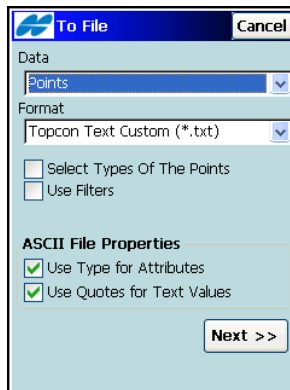 To File
Cancel
Data
Points
Format
Topcon Text Custom (*.txt)
Select Types Of The Points
Use Filters
ASCII File Properties
Use Type for Attributes
Use Quotes for Text Values
Next >>